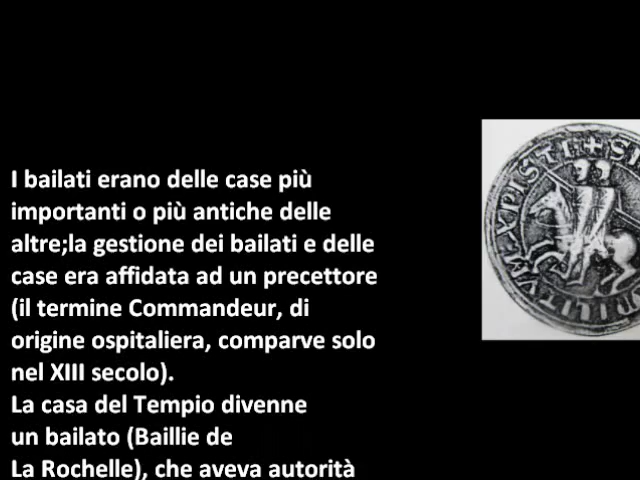 I bailati erano delle case più
importanti o più antiche delle
altre;la gestione dei bailati e delle
case era affidata ad un precettore
(il termine Commandeur, di
origine ospitaliera, comparve solo
nel XIII secolo).
La casa del Tempio divenne
un bailato (Baillie de
La Rochelle), che aveva autorità
XPISTI:+SI